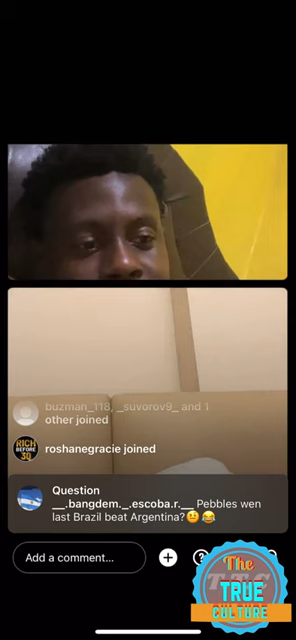 buzman_118, _suvorov9_ and 1
other joined
RICH
BEFORE
30
roshanegracie joined
Question
__.bangdem._.escoba.r.__ Pebbles wen
last Brazil beat Argentina?😐😂
Add a comment...
The
TRUE
CULTURE